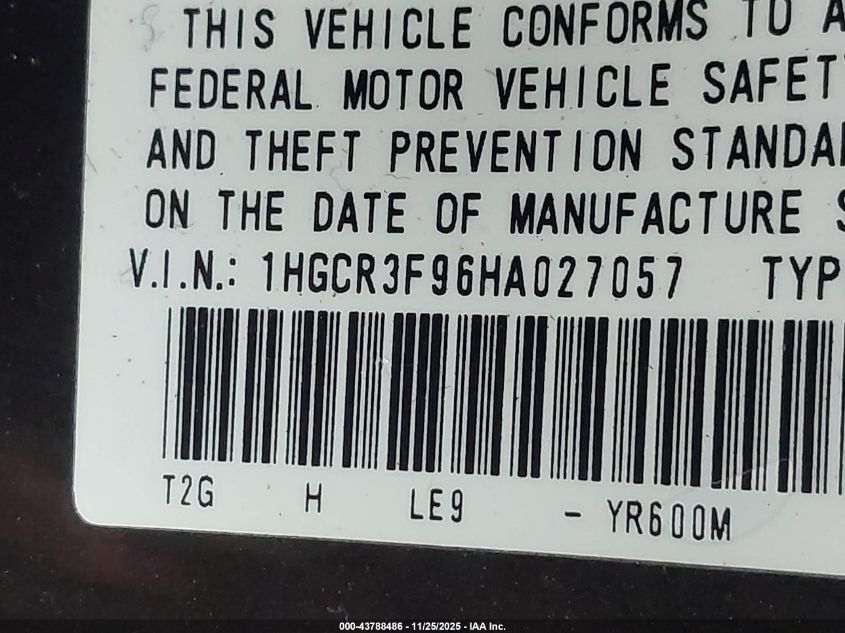 THIS VEHICLE CONFORMS TO A
FEDERAL MOTOR VEHICLE SAFETY
AND THEFT PREVENTION STANDA
ON THE DATE OF MANUFACTURE S
V.I.N.: 1HGCR3F96HA027057 TYP
T2G H LE9 - YR600M
000-43788486 - 11/25/2025 - IAA Inc.